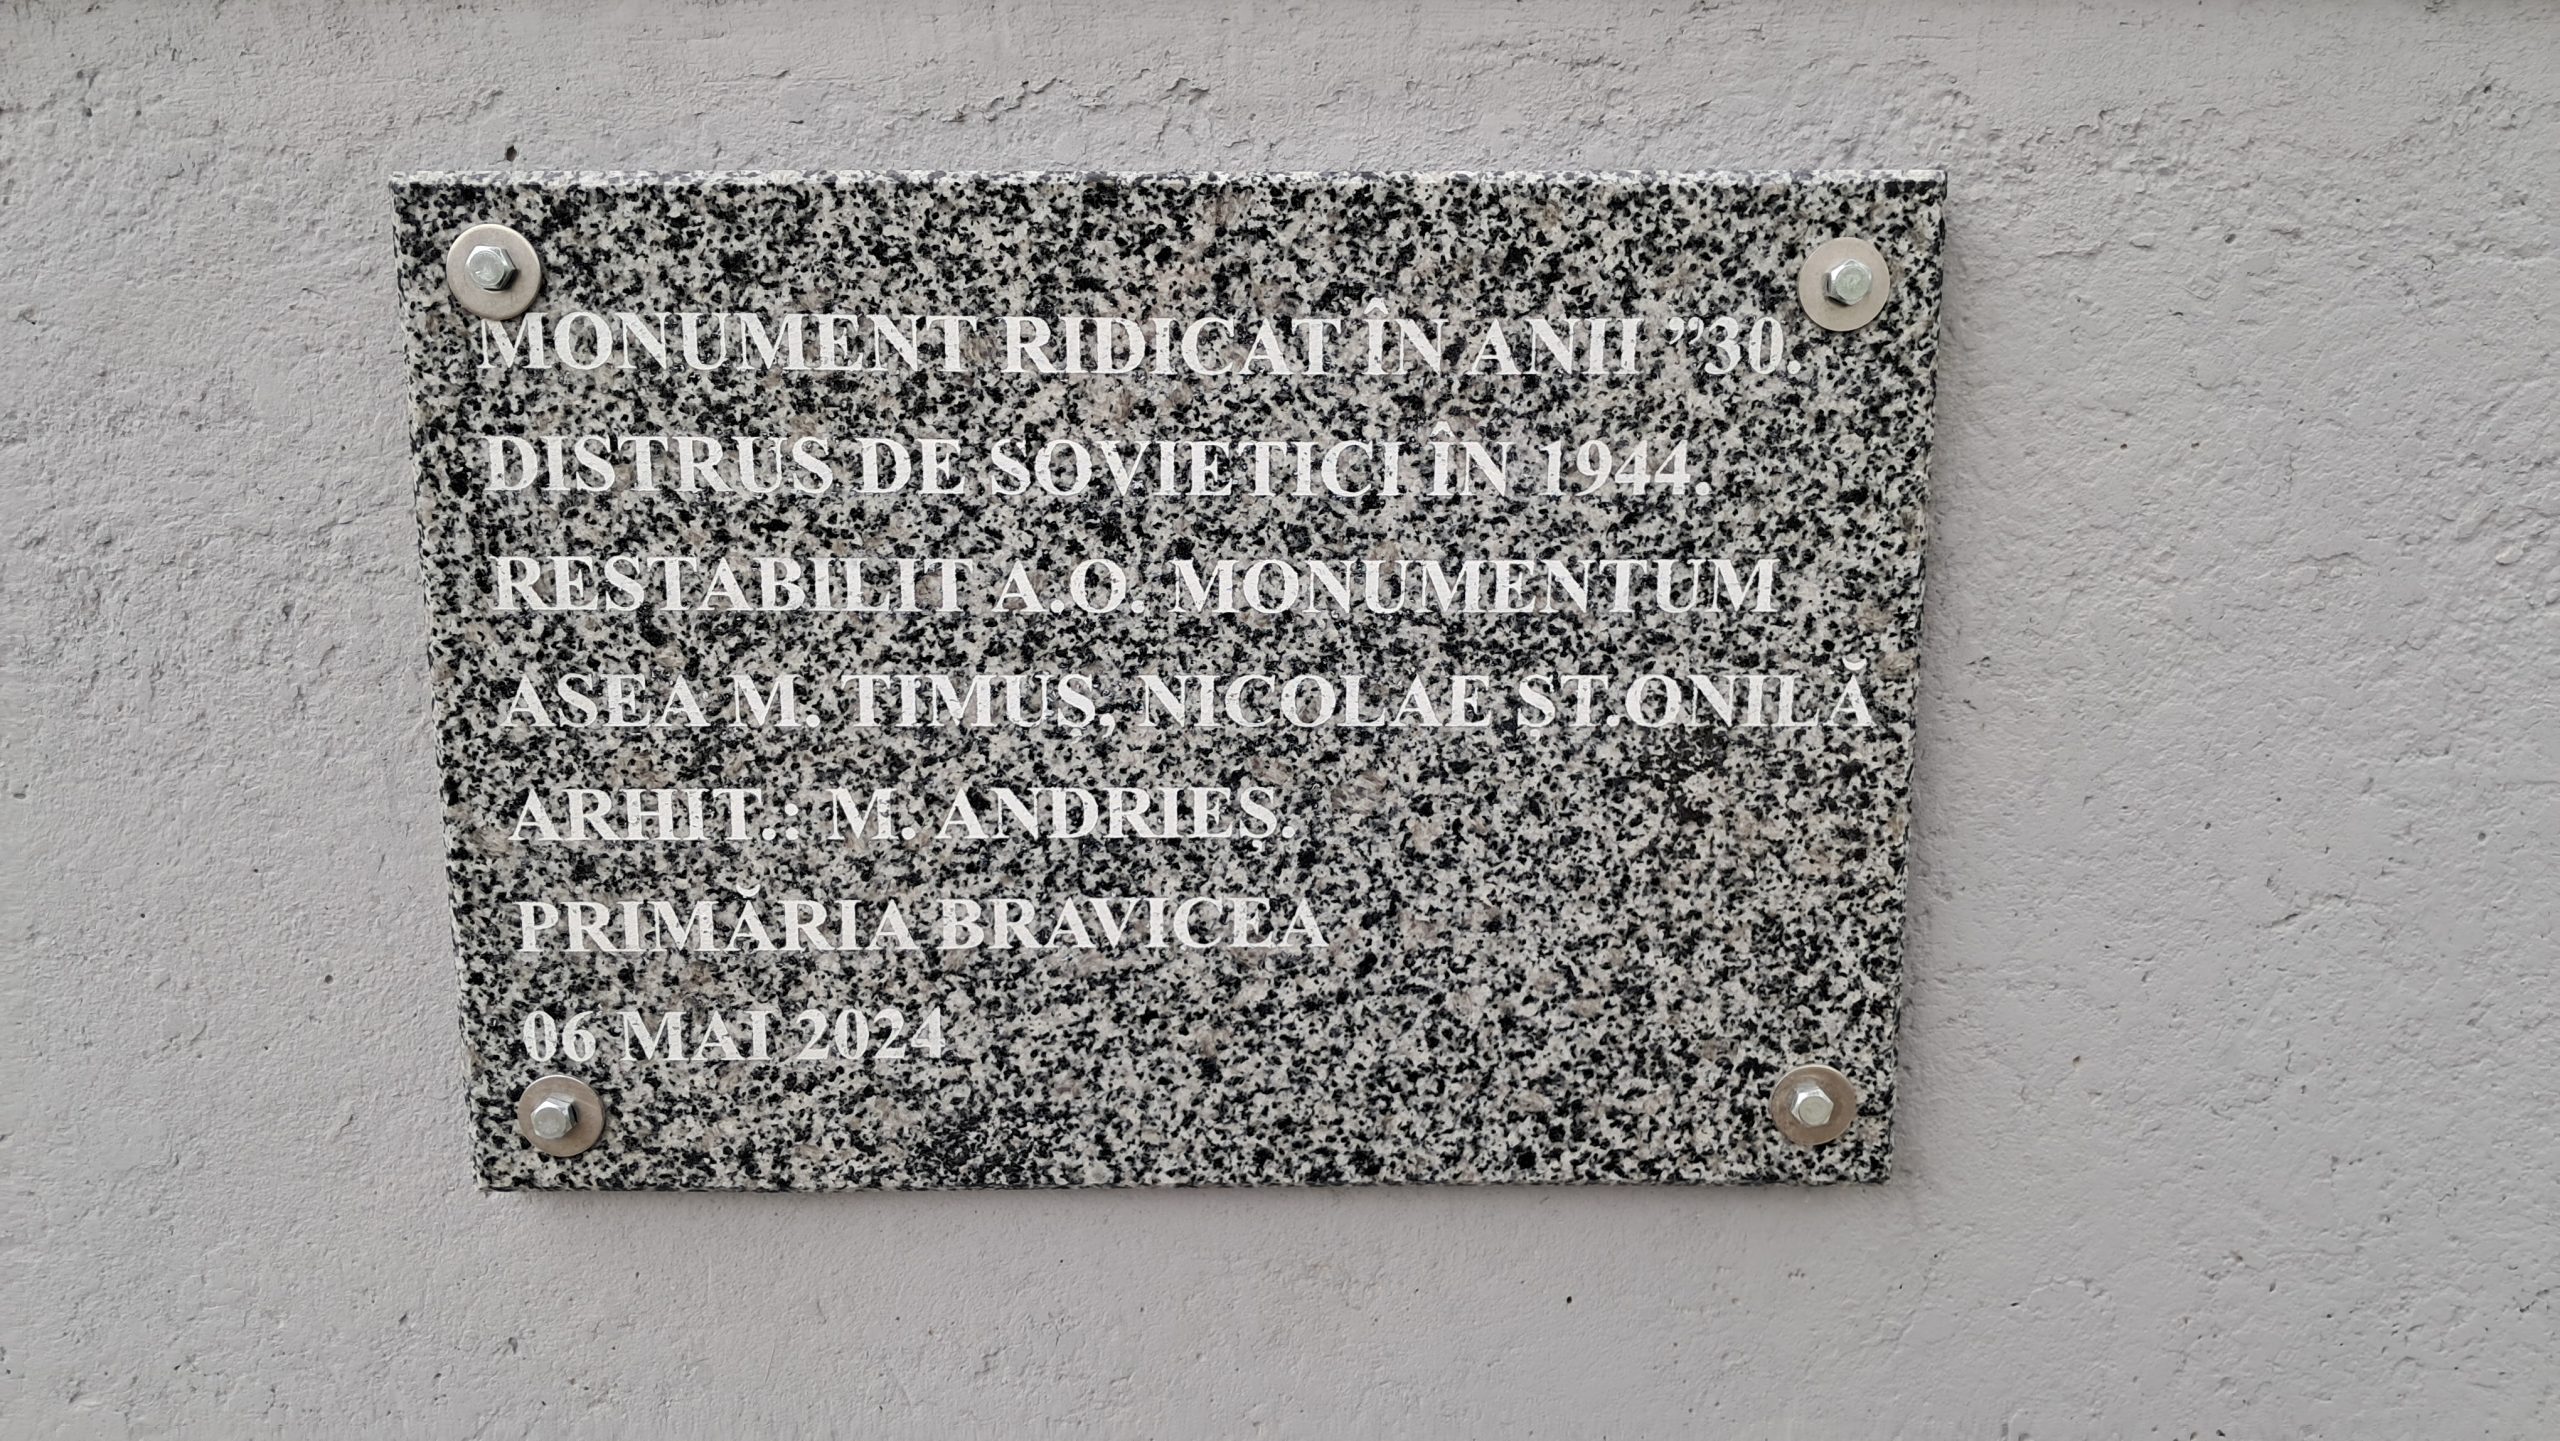 MONUMENT RIDICAT ÎN ANII ”30.
DISTRUS DE SOVIETICI ÎN 1944.
RESTABILIT A.O. MONUMENTUM
ASEA M. TIMUȘ, NICOLAE ȘT.ONILĂ
ARHIT.: M. ANDRIEȘ.
PRIMĂRIA BRAVICEA
06 MAI 2024